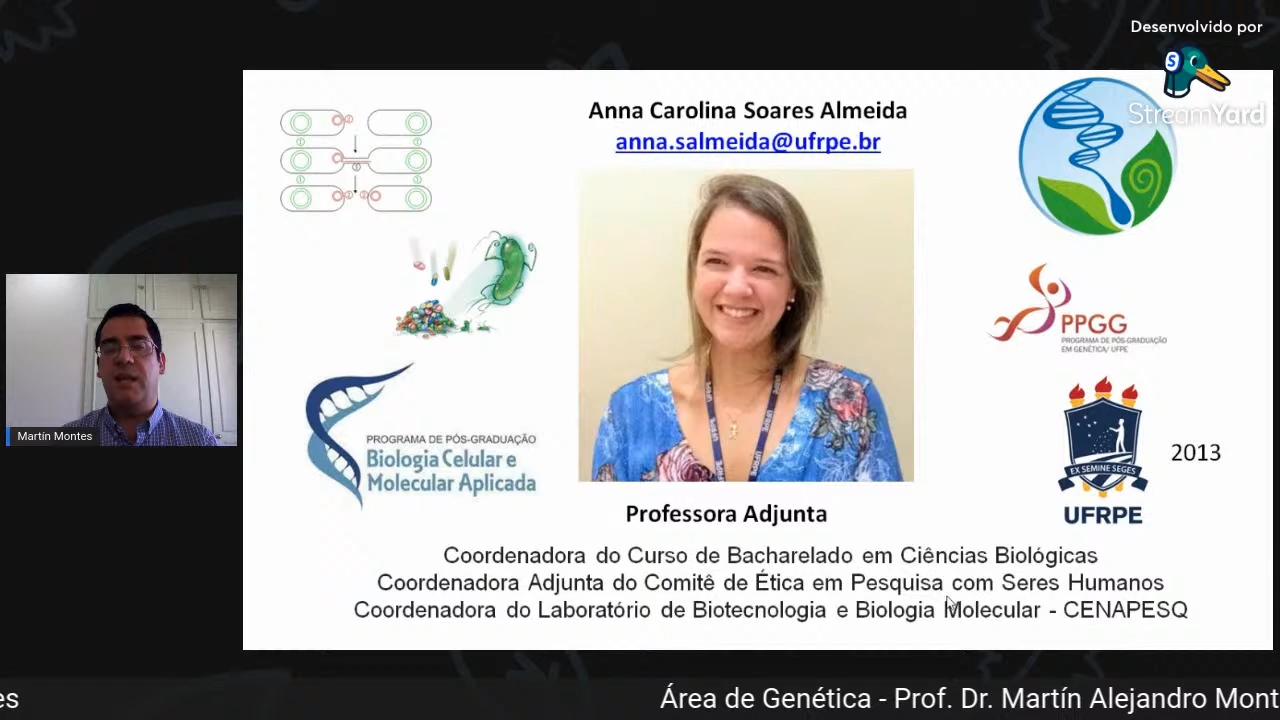 Desenvolvido por
StreamYard
Anna Carolina Soares Almeida
anna.salmeida@ufrpe.br
PPGG
PROGRAMA DE PÓS-GRADUAÇÃO
EM GENÉTICA/ UFPE
PROGRAMA DE PÓS-GRADUAÇÃO
Biologia Celular e
Molecular Aplicada
UFRPE
EX SEMINE SEGES
UFRPE
2013
Martín Montes
Professora Adjunta
Coordenadora do Curso de Bacharelado em Ciências Biológicas
Coordenadora Adjunta do Comitê de Ética em Pesquisa com Seres Humanos
Coordenadora do Laboratório de Biotecnologia e Biologia Molecular - CENAPESQ
es
Área de Genética - Prof. Dr. Martín Alejandro Mont